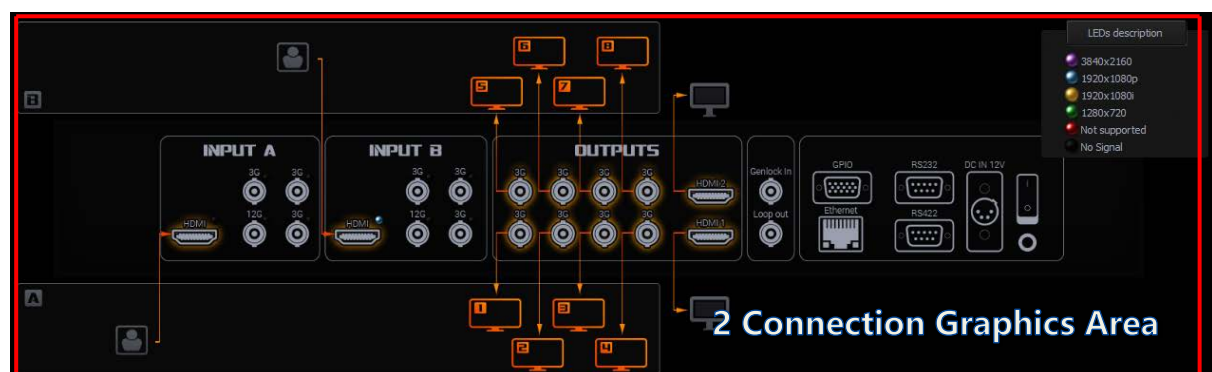 LEDs description
3840x2160
1920x1080p
1920x1080i
1280x720
Not supported
No Signal
6 8
5 7
B
INPUT A INPUT B OUTPUTS
3G 3G 3G 3G 3G 3G 3G 3G Genlock In GPIO RS232 DC IN 12V
HDMI-2
HDMI 12G 3G HDMI 12G 3G 3G 3G 3G 3G HDMI-1 Loop out Ethernet RS422
A
1 3
2 4
2 Connection Graphics Area